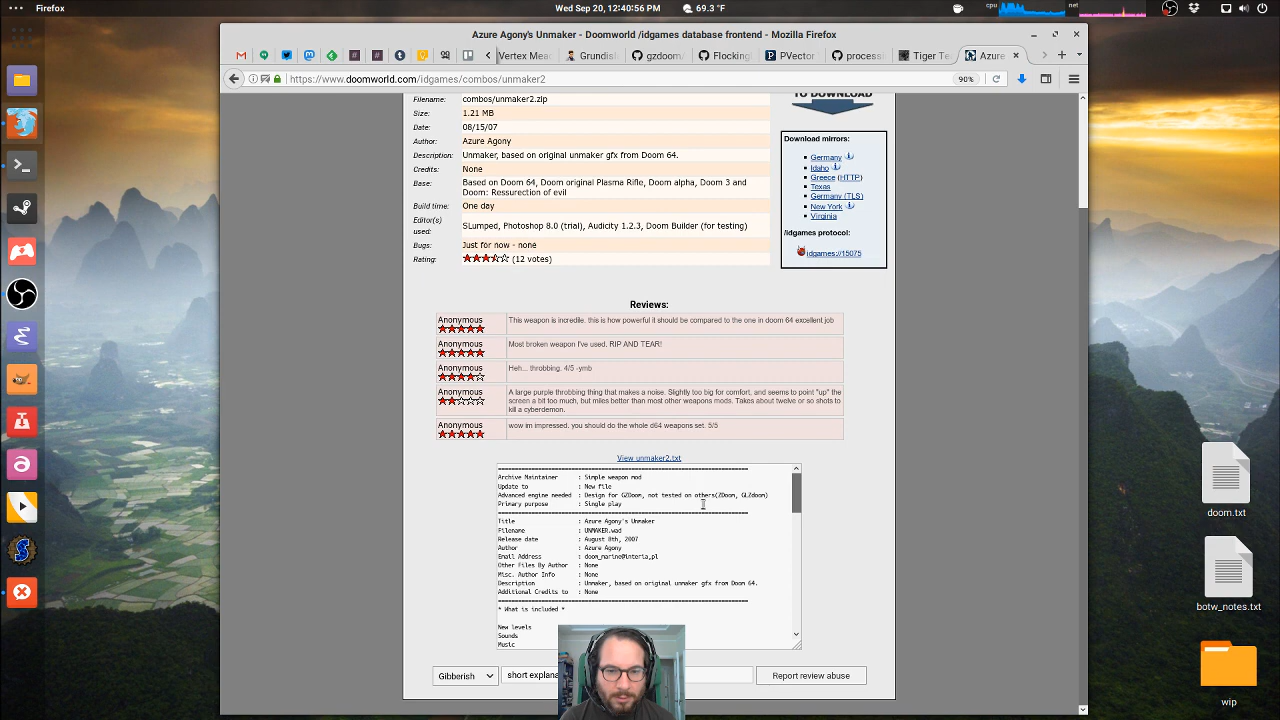 Firefox
Wed Sep 20, 12:40:56 PM
69.3 °F
cpu
net
Azure Agony's Unmaker - Doomworld /idgames database frontend - Mozilla Firefox
Vertex Mea
Grundis
gzdoom/
Flocking
PVector
process
Tiger Te
Azure
https://www.doomworld.com/idgames/combos/unmaker2
90%
TO DOWNLOAD
Filename: combos/unmaker2.zip
Size: 1.21 MB
Date: 08/15/07
Author: Azure Agony
Description: Unmaker, based on original unmaker gfx from Doom 64.
Credits: None
Base: Based on Doom 64, Doom original Plasma Rifle, Doom alpha, Doom 3 and
Doom: Ressurection of evil
Build time: One day
Editor(s)
used: SLumped, Photoshop 8.0 (trial), Audicity 1.2.3, Doom Builder (for testing)
Bugs: Just for now - none
Rating: (12 votes)
Download mirrors:
Germany
Idaho
Greece (HTTP)
Texas
Germany (TLS)
New York
Virginia
/idgames protocol:
idgames://15075
Reviews:
Anonymous
This weapon is incredile. this is how powerful it should be compared to the one in doom 64 excellent job
Anonymous
Most broken weapon I've used. RIP AND TEAR!
Anonymous
Heh... throbbing. 4/5 -ymb
Anonymous
A large purple throbbing thing that makes a noise. Slightly too big for comfort, and seems to point "up" the
screen a bit too much, but miles better than most other weapons mods. Takes about twelve or so shots to
kill a cyberdemon.
Anonymous
wow im impressed. you should do the whole d64 weapons set. 5/5
View unmaker2.txt
===========================================================================
Archive Maintainer : Simple weapon mod
Update to : New file
Advanced engine needed : Design for GZDoom, not tested on others(ZDoom, GLZdoom)
Primary purpose : Single play
===========================================================================
Title : Azure Agony's Unmaker
Filename : UNMAKER.wad
Release date : August 8th, 2007
Author : Azure Agony
Email Address : doom_marine@interia,pl
Other Files By Author : None
Misc. Author Info : None
Description : Unmaker, based on original unmaker gfx from Doom 64.
Additional Credits to : None
===========================================================================
* What is included *
New levels
Sounds
Music
Gibberish
short explana
Report review abuse
doom.txt
botw_notes.txt
wip